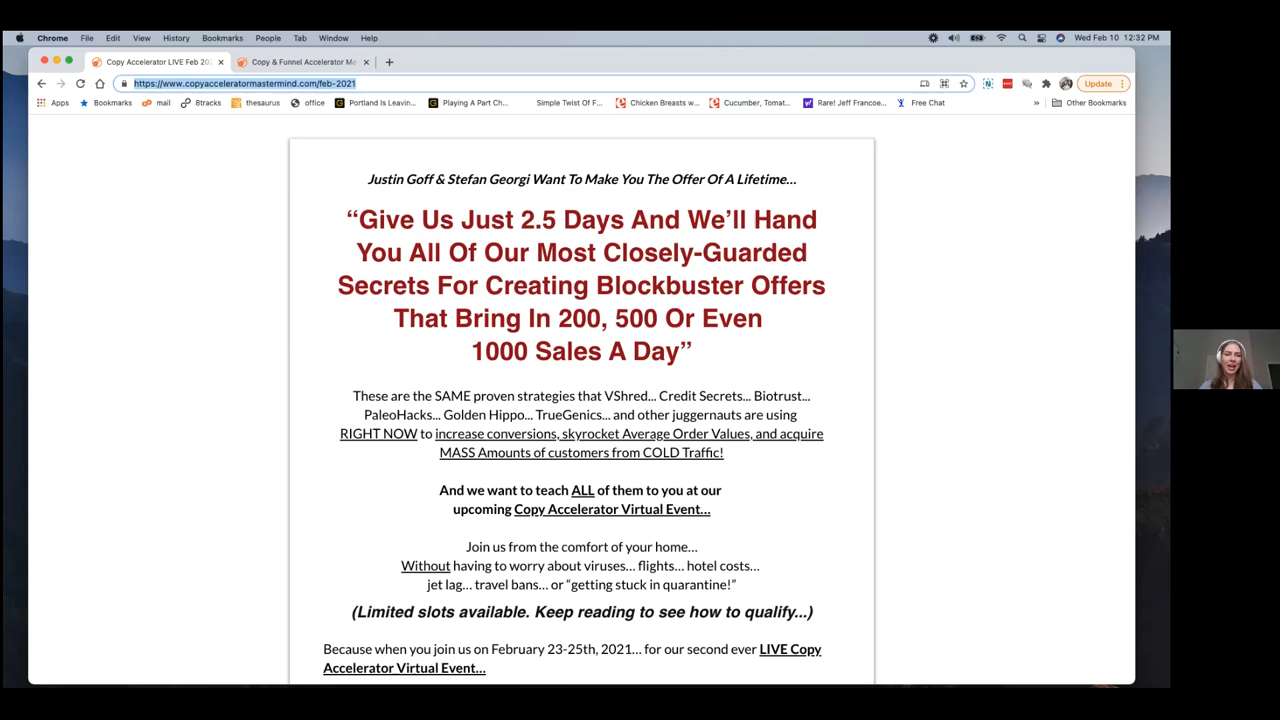 Chrome File Edit View History Bookmarks People Tab Window Help Wed Feb 10 12:32 PM
Copy Accelerator LIVE Feb 202 Copy & Funnel Accelerator Me
https://www.copyacceleratormastermind.com/feb-2021 Update
Apps Bookmarks mail Btracks thesaurus office Portland Is Leavin... Playing A Part Ch... Simple Twist Of F... Chicken Breasts w... Cucumber, Tomat... Rare! Jeff Francoe... Free Chat » Other Bookmarks
Justin Goff & Stefan Georgi Want To Make You The Offer Of A Lifetime...
“Give Us Just 2.5 Days And We’ll Hand
You All Of Our Most Closely-Guarded
Secrets For Creating Blockbuster Offers
That Bring In 200, 500 Or Even
1000 Sales A Day”
These are the SAME proven strategies that VShred... Credit Secrets... Biotrust...
PaleoHacks... Golden Hippo... TrueGenics... and other juggernauts are using
RIGHT NOW to increase conversions, skyrocket Average Order Values, and acquire
MASS Amounts of customers from COLD Traffic!
And we want to teach ALL of them to you at our
upcoming Copy Accelerator Virtual Event...
Join us from the comfort of your home...
Without having to worry about viruses... flights... hotel costs...
jet lag... travel bans... or “getting stuck in quarantine!”
(Limited slots available. Keep reading to see how to qualify...)
Because when you join us on February 23-25th, 2021... for our second ever LIVE Copy
Accelerator Virtual Event...